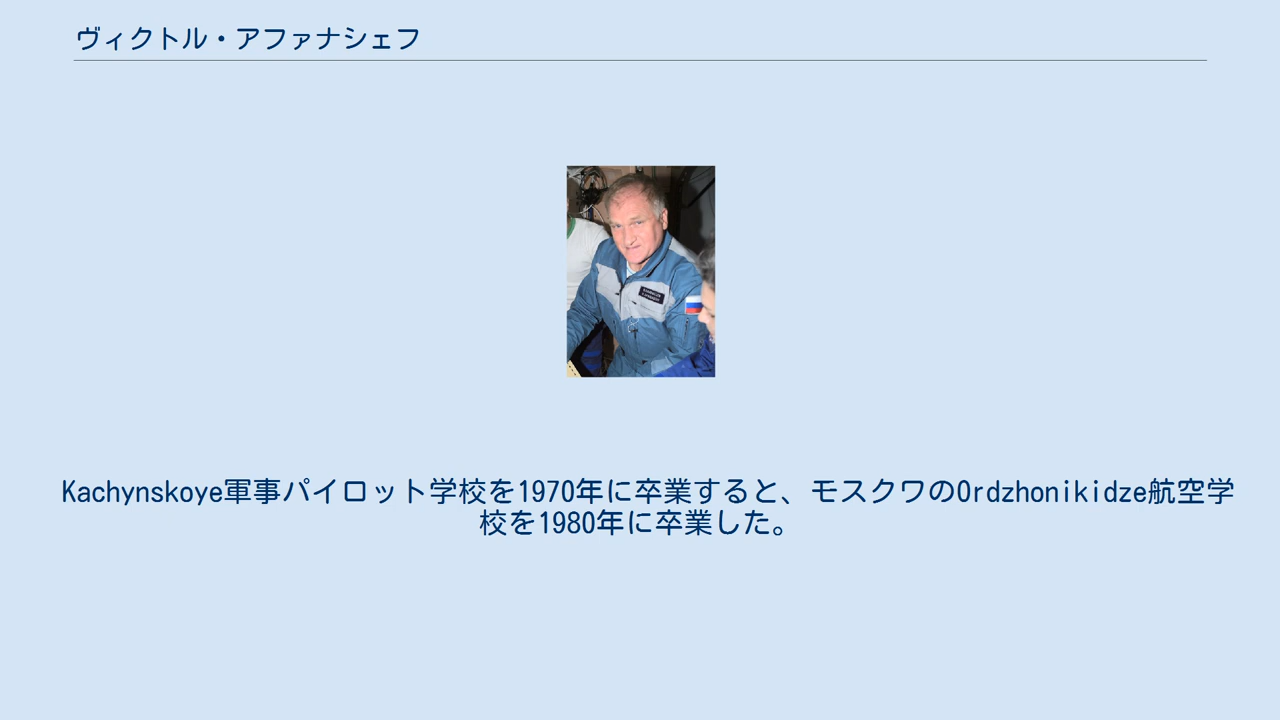 ヴィクトル・アファナシェフ
Kachynskoye軍事パイロット学校を1970年に卒業すると、モスクワのOrdzhonikidze航空学
校を1980年に卒業した。